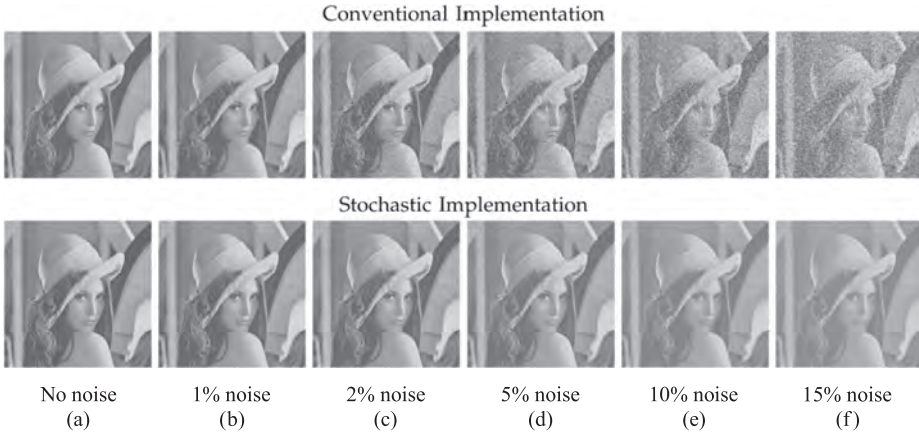 Conventional Implementation
Stochastic Implementation
No noise 1% noise 2% noise 5% noise 10% noise 15% noise
(a) (b) (c) (d) (e) (f)